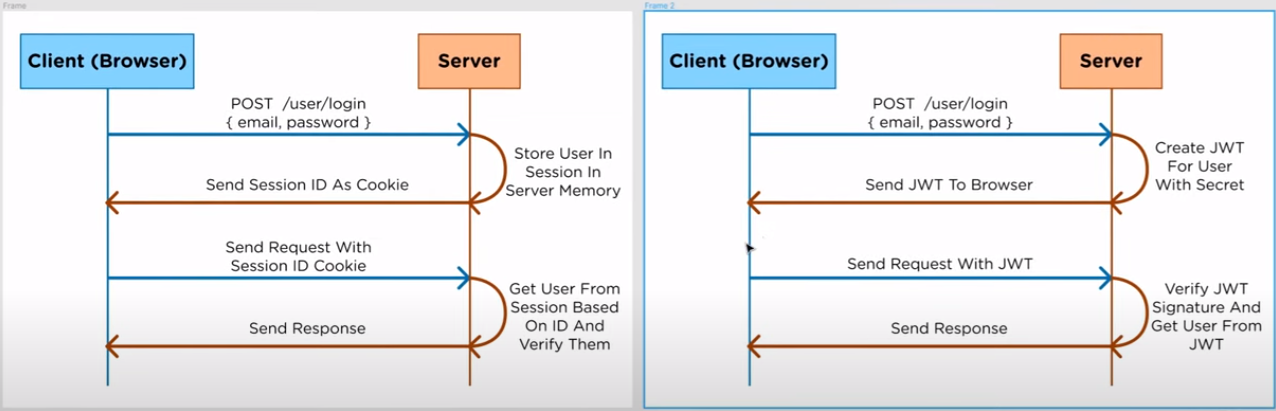 Frame
Client (Browser)
Server
POST /user/login
{ email, password }
Store User In
Session In
Server Memory
Send Session ID As Cookie
Send Request With
Session ID Cookie
Get User From
Session Based
On ID And
Verify Them
Send Response
Frame 2
Client (Browser)
Server
POST /user/login
{ email, password }
Create JWT
For User
With Secret
Send JWT To Browser
Send Request With JWT
Verify JWT
Signature And
Get User From
JWT
Send Response